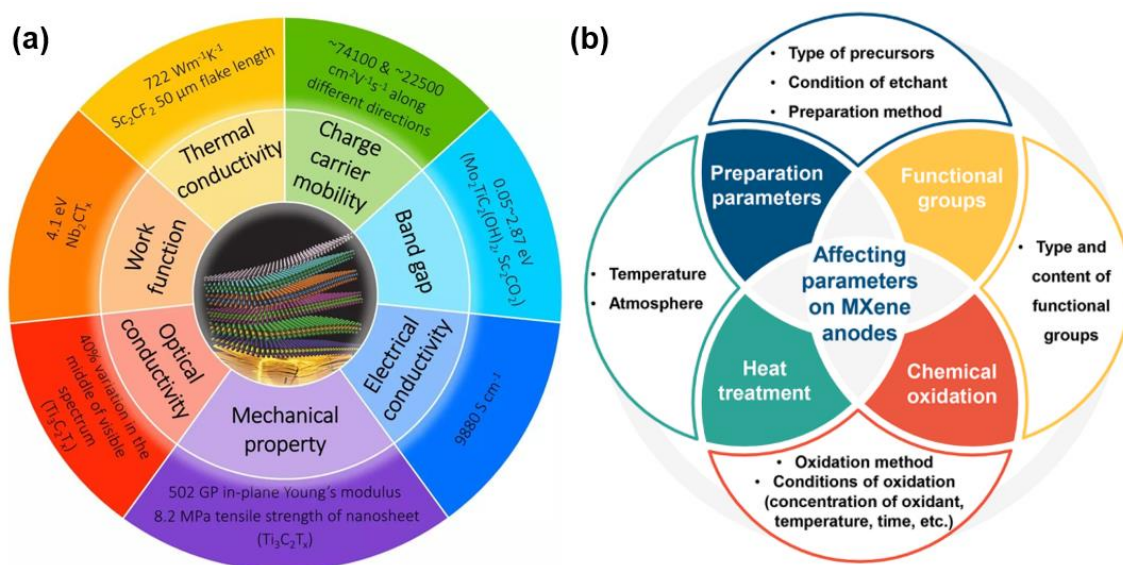 (a)
722 Wm⁻¹K⁻¹
Sc₂CF₂ 50 μm flake length
Thermal
conductivity
~74100 & ~22500
cm²V⁻¹s⁻¹ along
different directions
Charge
carrier
mobility
0.05~2.87 eV
(Mo₂TiC₂(OH)₂, Sc₂CO₂)
Band gap
9880 S cm⁻¹
Electrical
conductivity
Mechanical
property
502 GP in-plane Young's modulus
8.2 MPa tensile strength of nanosheet
(Ti₃C₂Tₓ)
Optical
conductivity
40% variation in the
middle of visible
spectrum
(Ti₃C₂Tₓ)
Work
function
4.1 eV
Nb₂CTₓ
(b)
• Type of precursors
• Condition of etchant
• Preparation method
Preparation
parameters
Functional
groups
• Temperature
• Atmosphere
Affecting
parameters
on MXene
anodes
• Type and
content of
functional
groups
Heat
treatment
Chemical
oxidation
• Oxidation method
• Conditions of oxidation
(concentration of oxidant,
temperature, time, etc.)